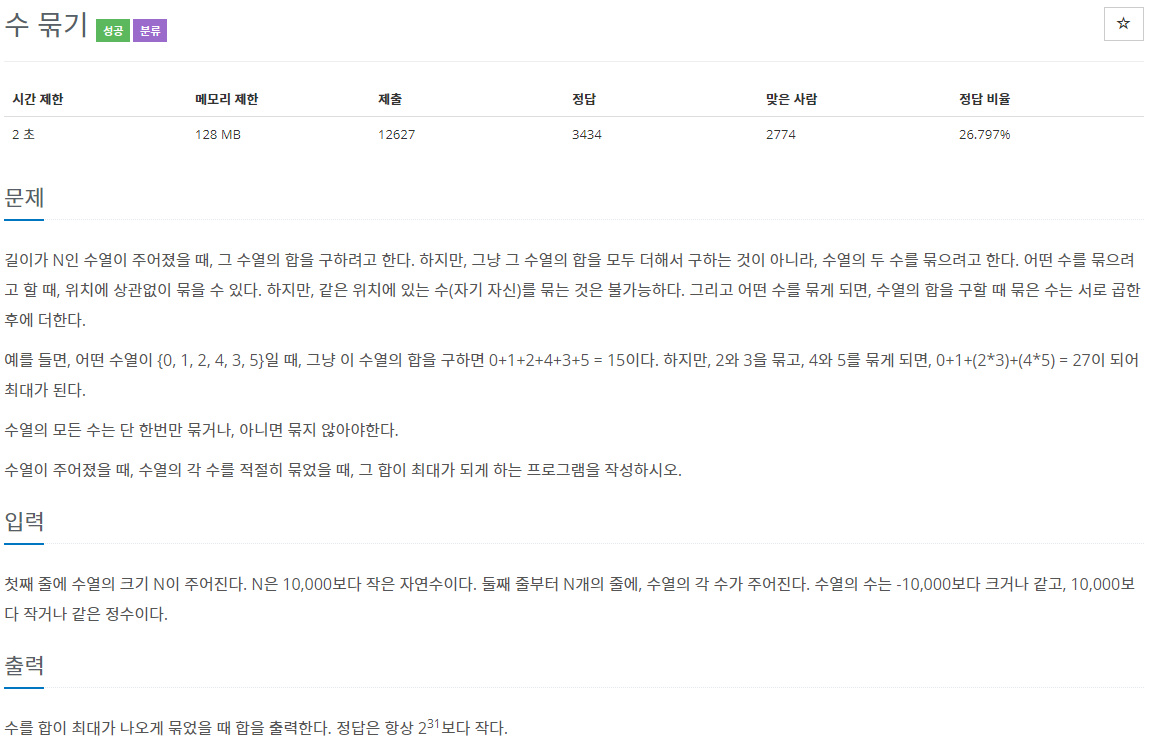 수 묶기 성공 분류
☆
시간 제한 메모리 제한 제출 정답 맞은 사람 정답 비율
2 초 128 MB 12627 3434 2774 26.797%
문제
길이가 N인 수열이 주어졌을 때, 그 수열의 합을 구하려고 한다. 하지만, 그냥 그 수열의 합을 모두 더해서 구하는 것이 아니라, 수열의 두 수를 묶으려고 한다. 어떤 수를 묶으려
고 할 때, 위치에 상관없이 묶을 수 있다. 하지만, 같은 위치에 있는 수(자기 자신)를 묶는 것은 불가능하다. 그리고 어떤 수를 묶게 되면, 수열의 합을 구할 때 묶은 수는 서로 곱한
후에 더한다.
예를 들면, 어떤 수열이 {0, 1, 2, 4, 3, 5}일 때, 그냥 이 수열의 합을 구하면 0+1+2+4+3+5 = 15이다. 하지만, 2와 3을 묶고, 4와 5를 묶게 되면, 0+1+(2*3)+(4*5) = 27이 되어
최대가 된다.
수열의 모든 수는 단 한번만 묶거나, 아니면 묶지 않아야한다.
수열이 주어졌을 때, 수열의 각 수를 적절히 묶었을 때, 그 합이 최대가 되게 하는 프로그램을 작성하시오.
입력
첫째 줄에 수열의 크기 N이 주어진다. N은 10,000보다 작은 자연수이다. 둘째 줄부터 N개의 줄에, 수열의 각 수가 주어진다. 수열의 수는 -10,000보다 크거나 같고, 10,000보
다 작거나 같은 정수이다.
출력
수를 합이 최대가 나오게 묶었을 때 합을 출력한다. 정답은 항상 2³¹보다 작다.